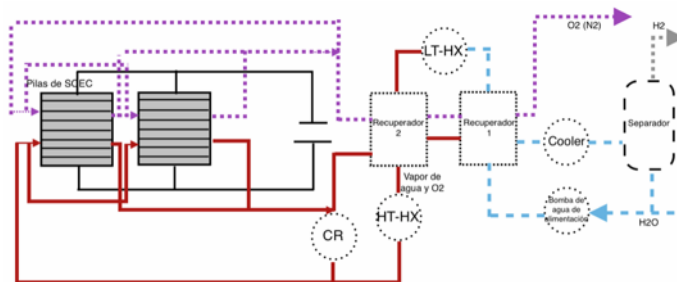 O2 (N2)
H2
LT-HX
Pilas de SOEC
Recuperador
2
Recuperador
1
Cooler
Separador
Vapor de
agua y O2
HT-HX
Bomba de
agua de
alimentación
H2O
CR